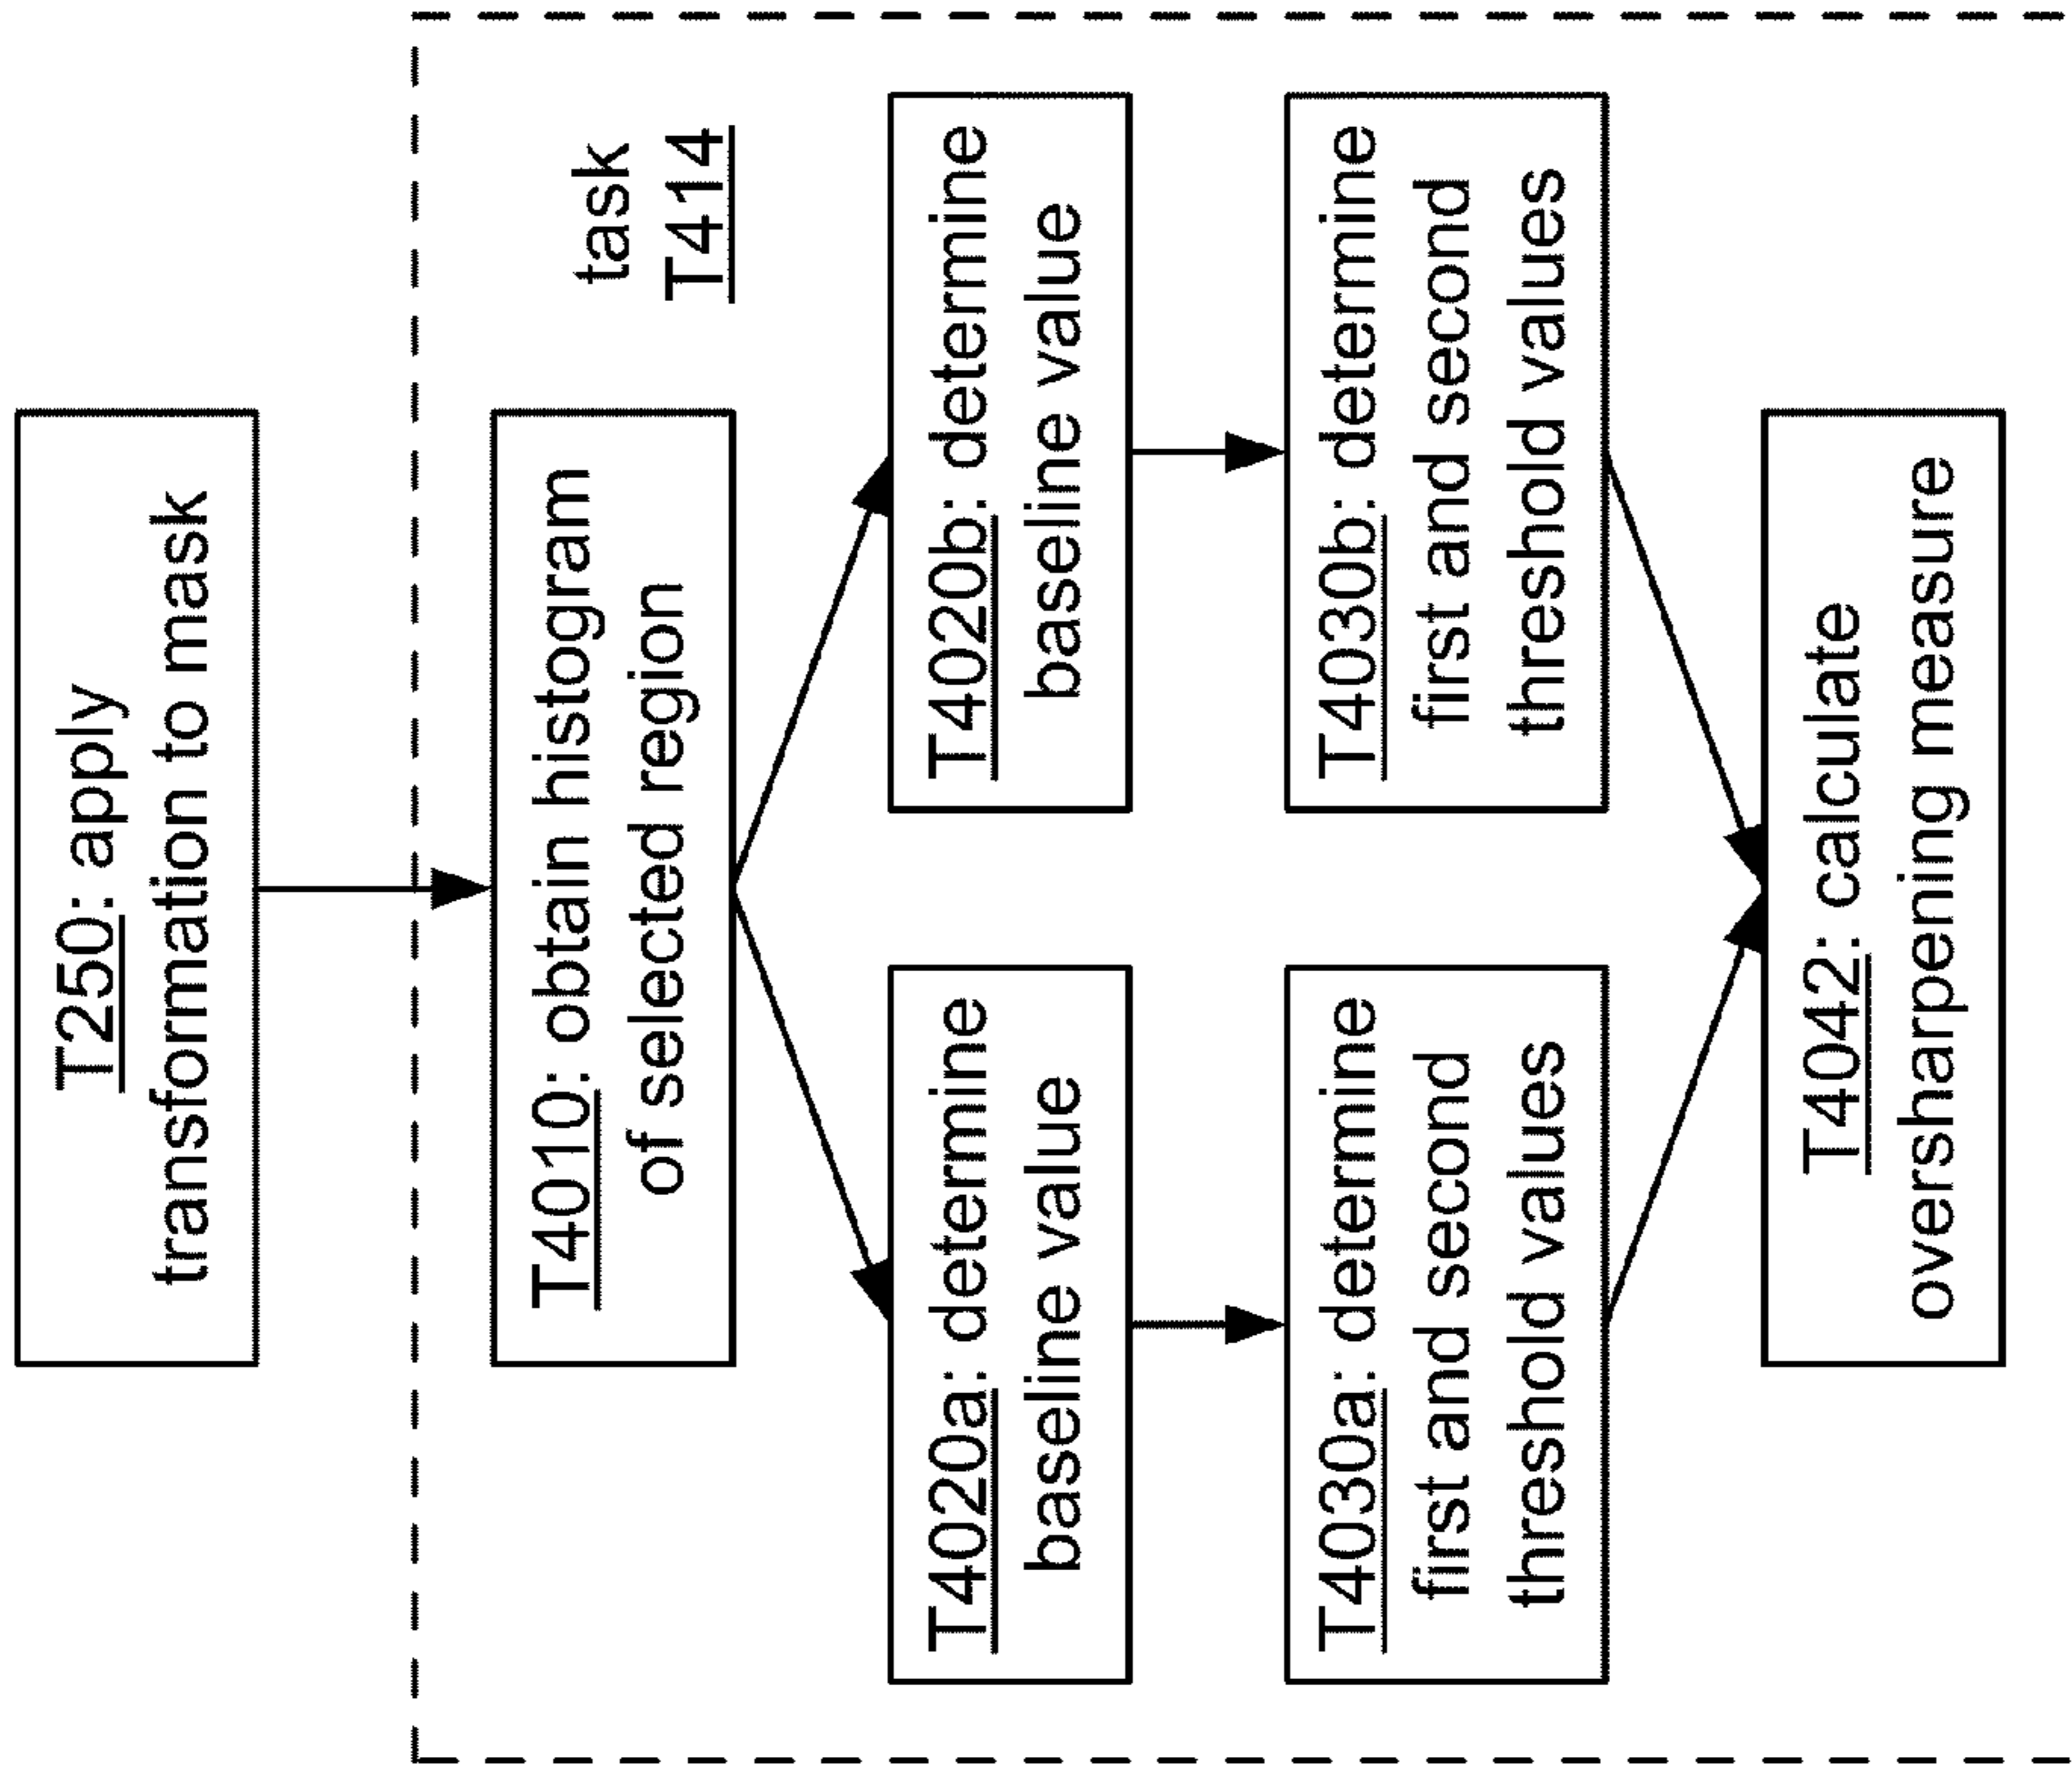 T250: apply
transformation to mask
task
T414
T4010: obtain histogram
of selected region
T4020a: determine
baseline value
T4020b: determine
baseline value
T4030a: determine
first and second
threshold values
T4030b: determine
first and second
threshold values
T4042: calculate
oversharpening measure